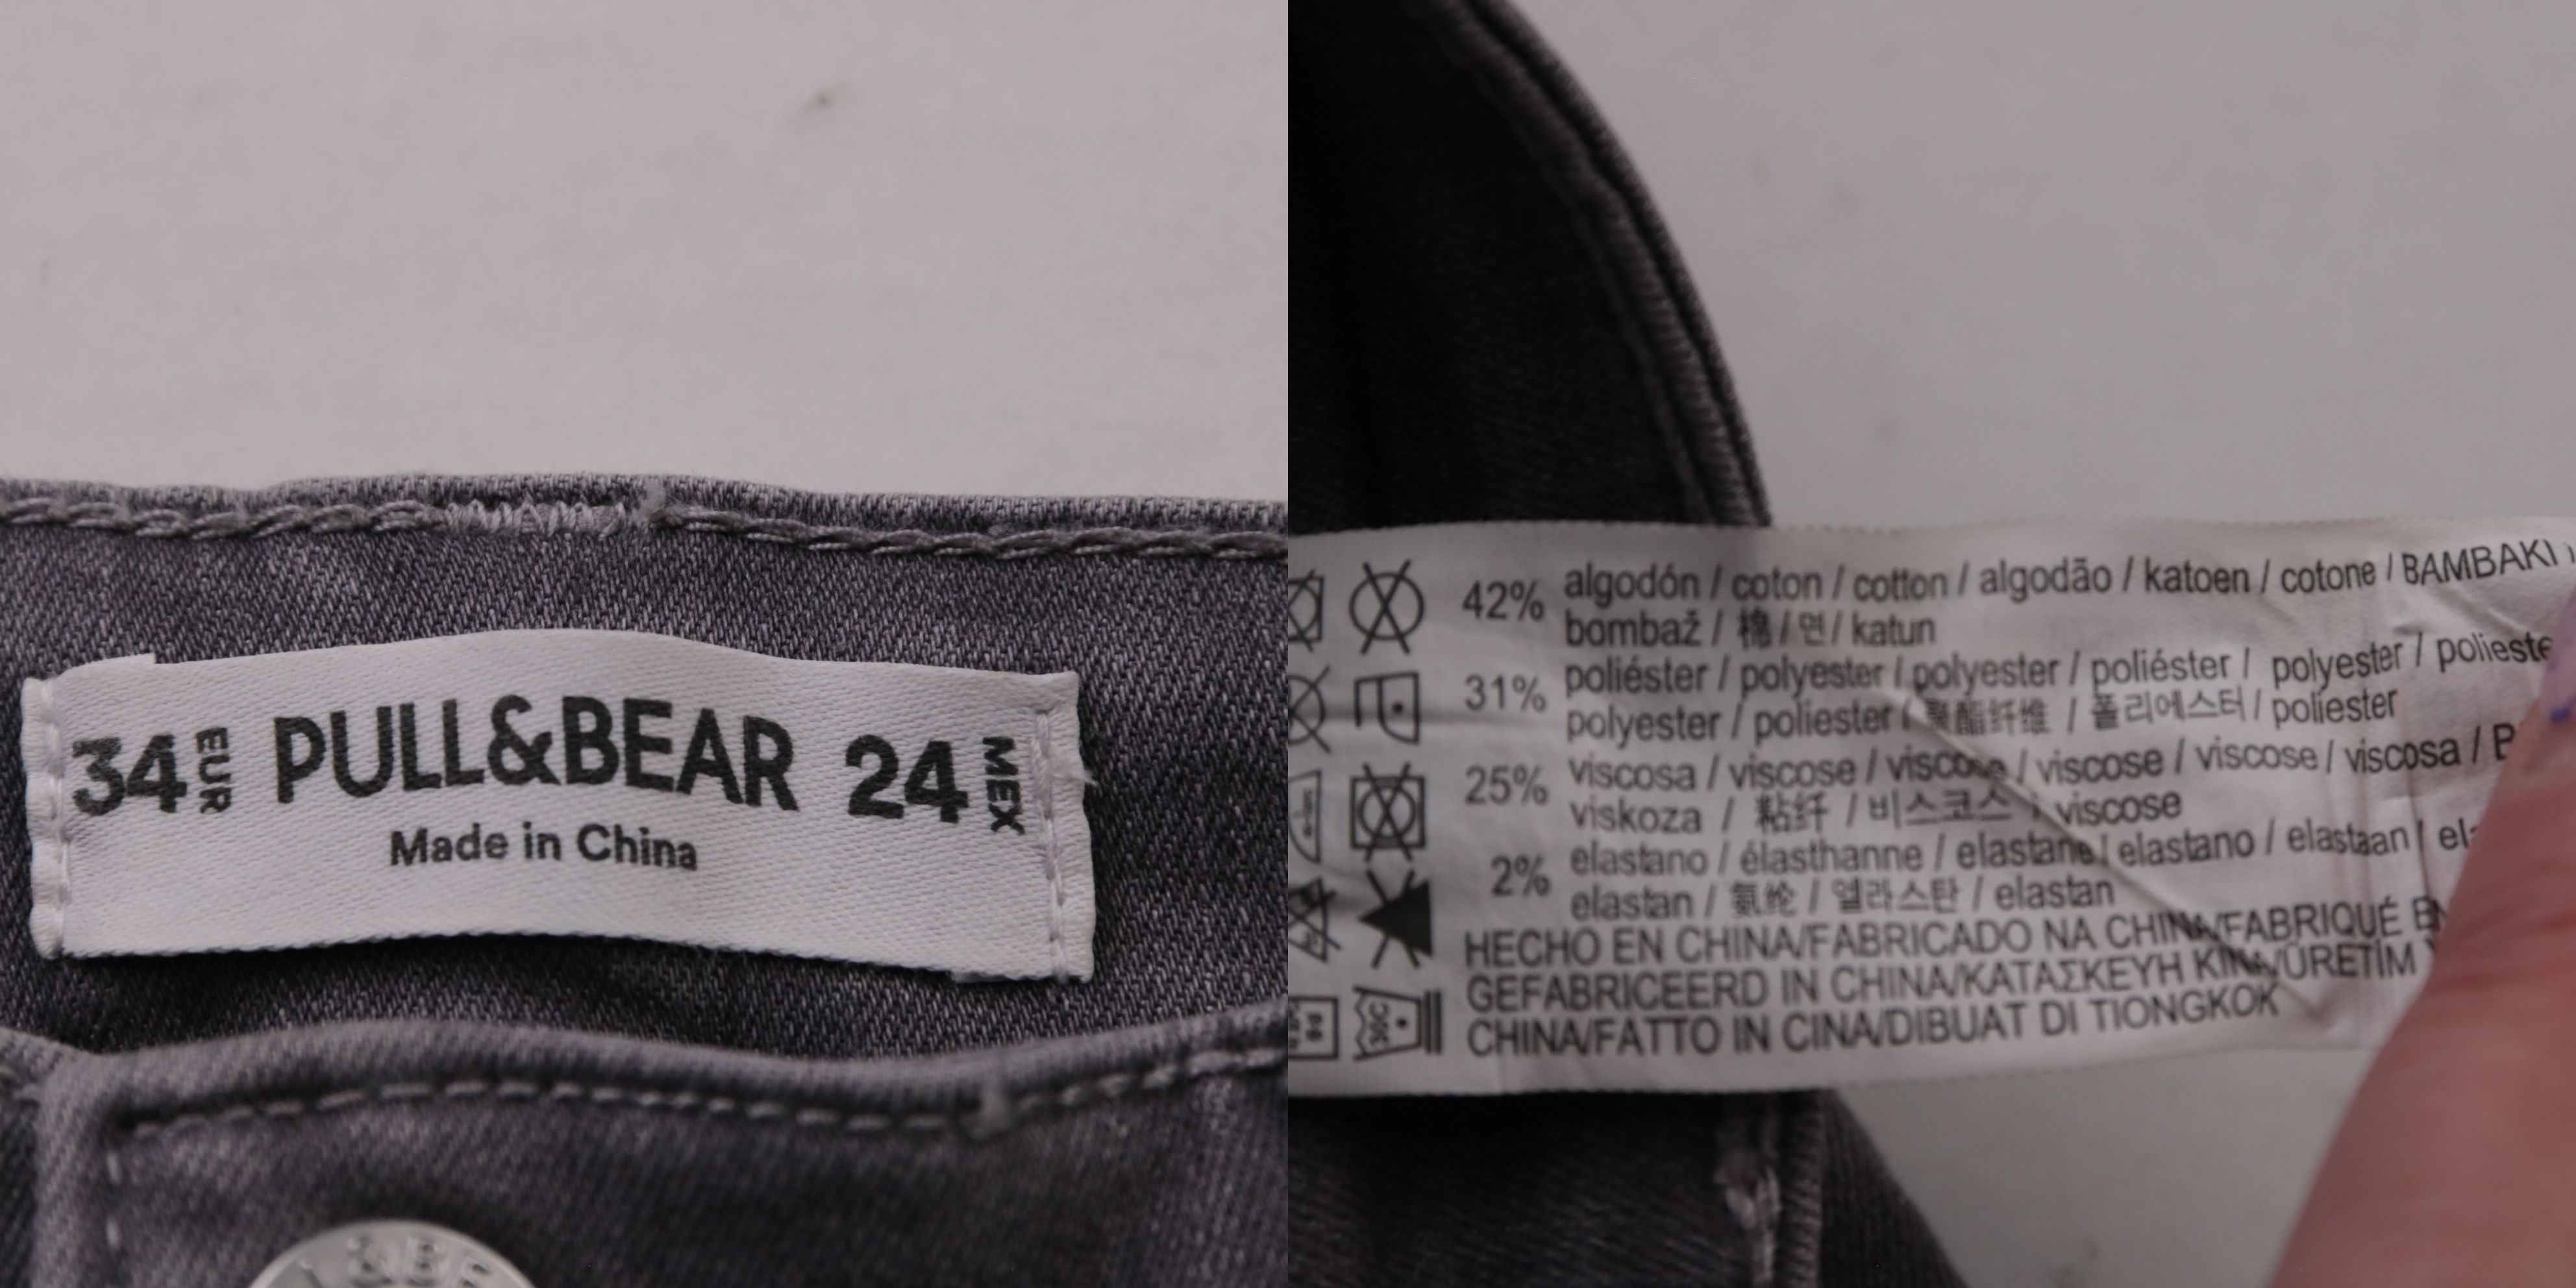 34 EUR PULL&BEAR 24 MEX
Made in China
42% algodón / coton / cotton / algodão / katoen / cotone / BAMBAKI
bombaž / 棉 / 면 / katun
31% poliéster / polyester / polyester / poliéster / polyester /
polyester / poliester / 聚酯纤维 / 폴리에스터 / poliester
25% viscosa / viscose / viscose / viscose / viscose / viscosa /
viskoza / 粘纤 / 비스코스 / viscose
2% elastano / élasthanne / elastane / elastano / elastaan /
elastan / 氨纶 / 엘라스탄 / elastan
HECHO EN CHINA/FABRICADO NA CHINA/FABRIQUÉ
GEFABRICEERD IN CHINA/ΚΑΤΑΣΚΕΥΗ ΚΙΝΑ/ÜRETİM
CHINA/FATTO IN CINA/DIBUAT DI TIONGKOK